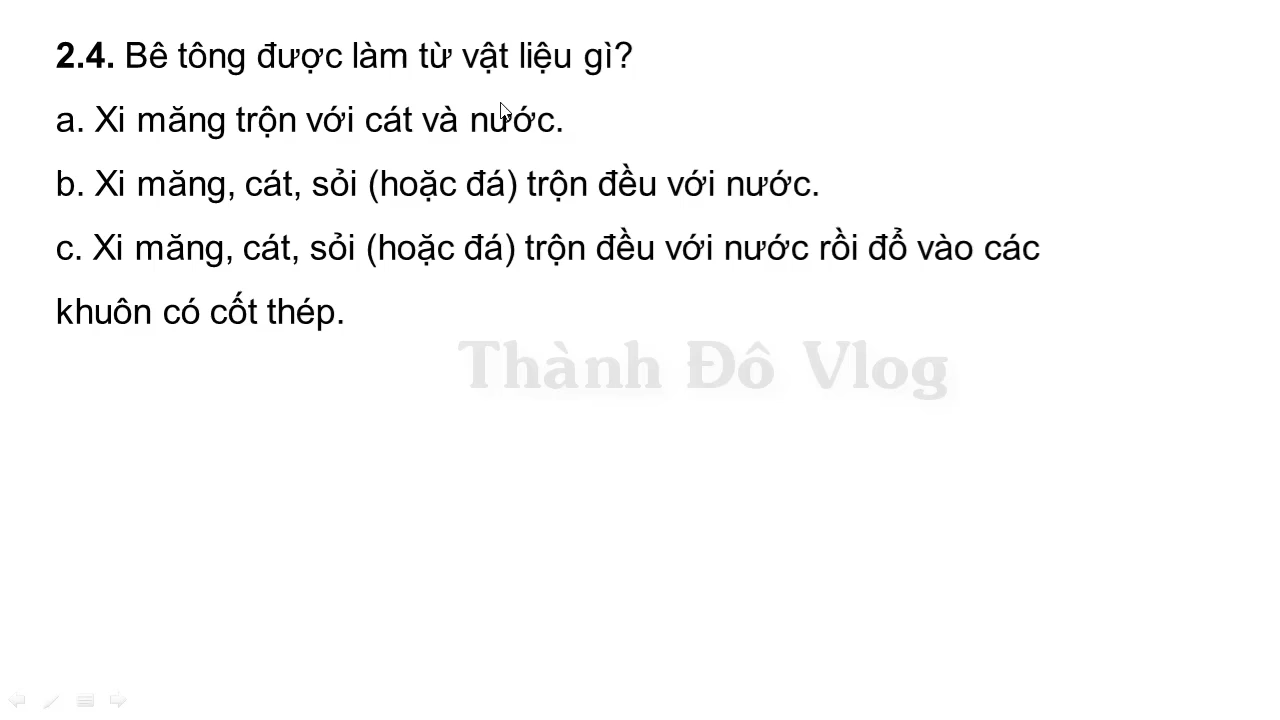 2.4. Bê tông được làm từ vật liệu gì?
a. Xi măng trộn với cát và nước.
b. Xi măng, cát, sỏi (hoặc đá) trộn đều với nước.
c. Xi măng, cát, sỏi (hoặc đá) trộn đều với nước rồi đổ vào các
khuôn có cốt thép.
Thành Đô Vlog